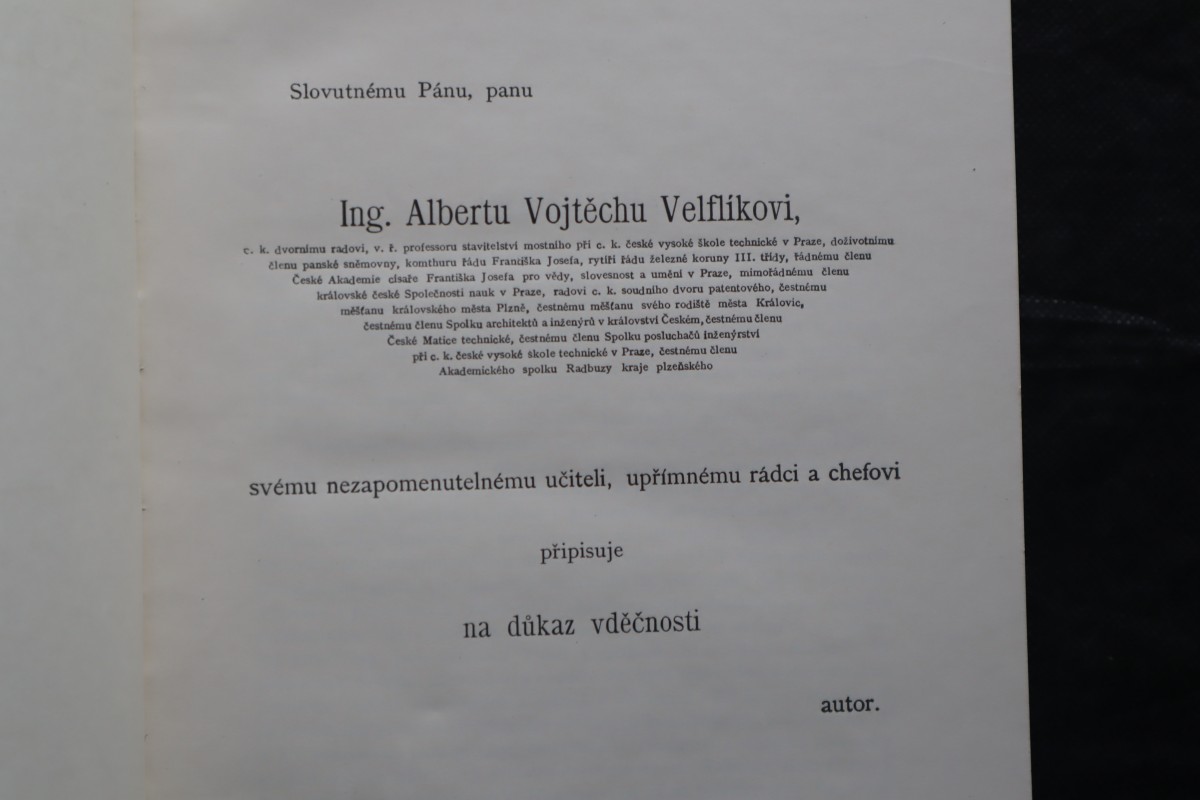 Slovutnému Pánu, panu
Ing. Albertu Vojtěchu Velflíkovi,
c. k. dvornímu radovi, v. ř. professoru stavitelství mostního při c. k. české vysoké škole technické v Praze, doživotnímu
členu panské sněmovny, komthuru řádu Františka Josefa, rytíři řádu železné koruny III. třídy, řádnému členu
České Akademie císaře Františka Josefa pro vědy, slovesnost a umění v Praze, mimořádnému členu
královské české Společnosti nauk v Praze, radovi c. k. soudního dvoru patentového, čestnému
měšťanu královského města Plzně, čestnému měšťanu svého rodiště města Královic,
čestnému členu Spolku architektů a inženýrů v království Českém, čestnému členu
České Matice technické, čestnému členu Spolku posluchačů inženýrství
při c. k. české vysoké škole technické v Praze, čestnému členu
Akademického spolku Radbuzy kraje plzeňského
svému nezapomenutelnému učiteli, upřímnému rádci a chefovi
připisuje
na důkaz vděčnosti
autor.